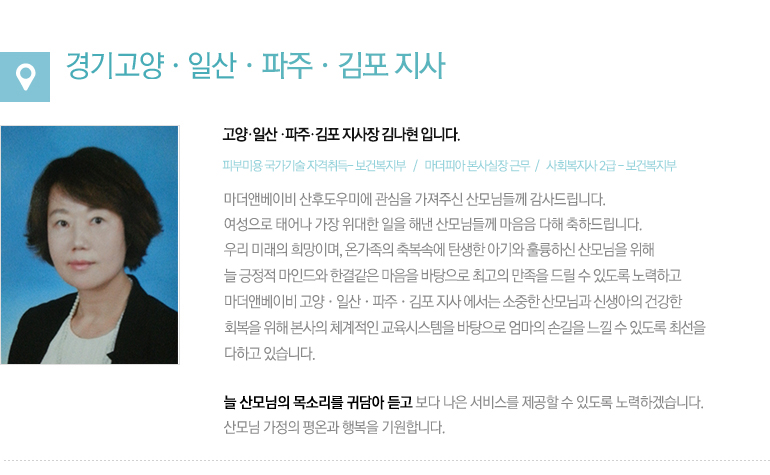 경기고양 · 일산 · 파주 · 김포 지사
고양·일산 ·파주·김포 지사장 김나현 입니다.
피부미용 국가기술 자격취득- 보건복지부 / 마더피아 본사실장 근무 / 사회복지사 2급 - 보건복지부
마더앤베이비 산후도우미에 관심을 가져주신 산모님들께 감사드립니다.
여성으로 태어나 가장 위대한 일을 해낸 산모님들께 마음음 다해 축하드립니다.
우리 미래의 희망이며, 온가족의 축복속에 탄생한 아기와 훌륭하신 산모님을 위해
늘 긍정적 마인드와 한결같은 마음을 바탕으로 최고의 만족을 드릴 수 있도록 노력하고
마더앤베이비 고양 · 일산 · 파주 · 김포 지사 에서는 소중한 산모님과 신생아의 건강한
회복을 위해 본사의 체계적인 교육시스템을 바탕으로 엄마의 손길을 느낄 수 있도록 최선을
다하고 있습니다.
늘 산모님의 목소리를 귀담아 듣고 보다 나은 서비스를 제공할 수 있도록 노력하겠습니다.
산모님 가정의 평온과 행복을 기원합니다.